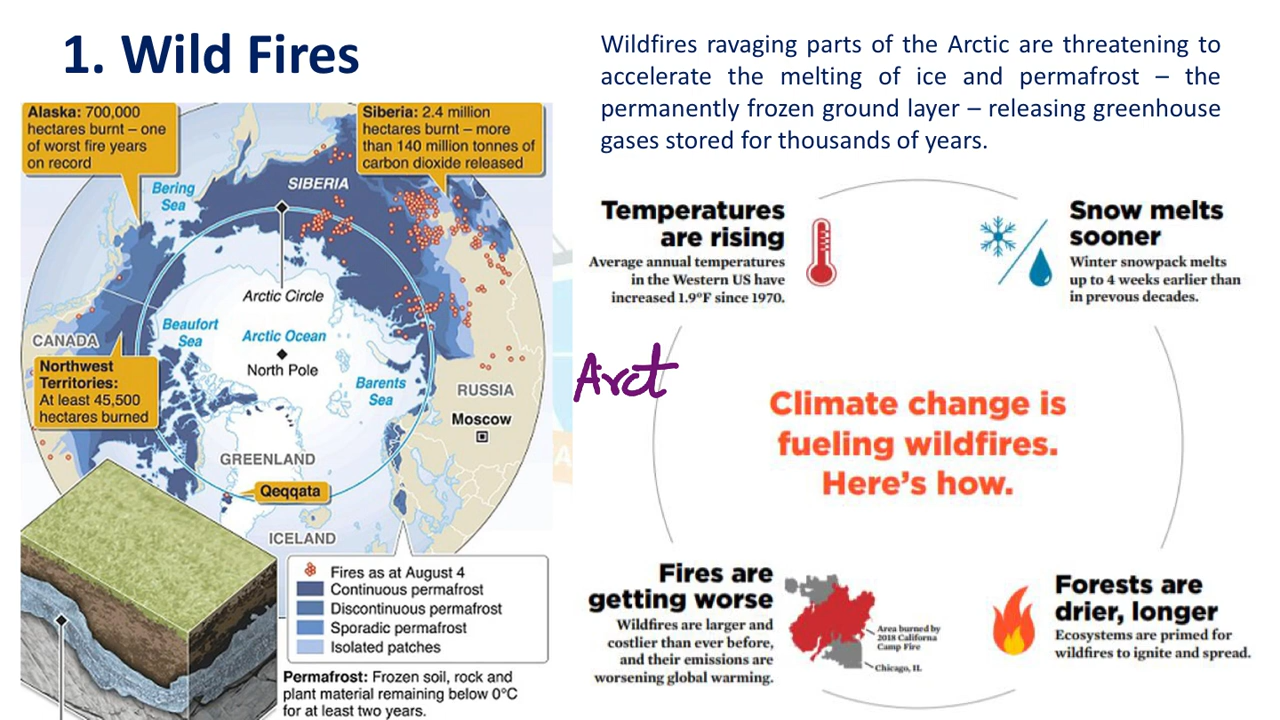 1. Wild Fires
Wildfires ravaging parts of the Arctic are threatening to
accelerate the melting of ice and permafrost – the
permanently frozen ground layer – releasing greenhouse
gases stored for thousands of years.
Alaska: 700,000
hectares burnt – one
of worst fire years
on record
Siberia: 2.4 million
hectares burnt – more
than 140 million tonnes of
carbon dioxide released
Bering
Sea
SIBERIA
Arctic Circle
Beaufort
Sea
Arctic Ocean
North Pole
CANADA
Northwest
Territories:
At least 45,500
hectares burned
Barents
Sea
RUSSIA
Moscow
GREENLAND
Qeqqata
ICELAND
Fires as at August 4
Continuous permafrost
Discontinuous permafrost
Sporadic permafrost
Isolated patches
Permafrost: Frozen soil, rock and
plant material remaining below 0°C
for at least two years.
Arct
Temperatures
are rising
Average annual temperatures
in the Western US have
increased 1.9°F since 1970.
Snow melts
sooner
Winter snowpack melts
up to 4 weeks earlier than
in prevous decades.
Climate change is
fueling wildfires.
Here's how.
Fires are
getting worse
Wildfires are larger and
costlier than ever before,
and their emissions are
worsening global warming.
Area burned by
2018 California
Camp Fire
Chicago, IL
Forests are
drier, longer
Ecosystems are primed for
wildfires to ignite and spread.